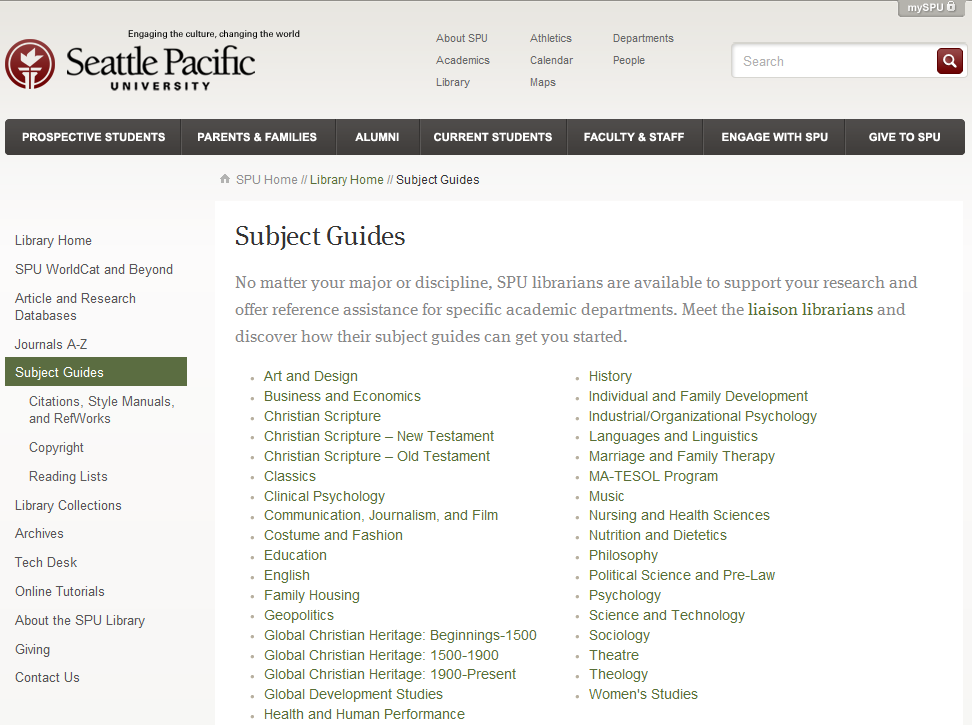 mySPU
Engaging the culture, changing the world
Seattle Pacific
UNIVERSITY
About SPU
Academics
Library
Athletics
Calendar
Maps
Departments
People
Search
PROSPECTIVE STUDENTS
PARENTS & FAMILIES
ALUMNI
CURRENT STUDENTS
FACULTY & STAFF
ENGAGE WITH SPU
GIVE TO SPU
SPU Home // Library Home // Subject Guides
Library Home
SPU WorldCat and Beyond
Article and Research
Databases
Journals A-Z
Subject Guides
Citations, Style Manuals,
and RefWorks
Copyright
Reading Lists
Library Collections
Archives
Tech Desk
Online Tutorials
About the SPU Library
Giving
Contact Us
Subject Guides
No matter your major or discipline, SPU librarians are available to support your research and
offer reference assistance for specific academic departments. Meet the liaison librarians and
discover how their subject guides can get you started.
Art and Design
Business and Economics
Christian Scripture
Christian Scripture – New Testament
Christian Scripture – Old Testament
Classics
Clinical Psychology
Communication, Journalism, and Film
Costume and Fashion
Education
English
Family Housing
Geopolitics
Global Christian Heritage: Beginnings-1500
Global Christian Heritage: 1500-1900
Global Christian Heritage: 1900-Present
Global Development Studies
Health and Human Performance
History
Individual and Family Development
Industrial/Organizational Psychology
Languages and Linguistics
Marriage and Family Therapy
MA-TESOL Program
Music
Nursing and Health Sciences
Nutrition and Dietetics
Philosophy
Political Science and Pre-Law
Psychology
Science and Technology
Sociology
Theatre
Theology
Women's Studies